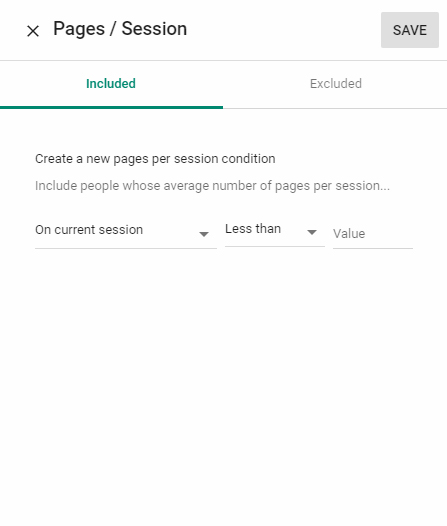 Pages / Session
SAVE
Included
Excluded
Create a new pages per session condition
Include people whose average number of pages per session...
On current session
Less than
Value